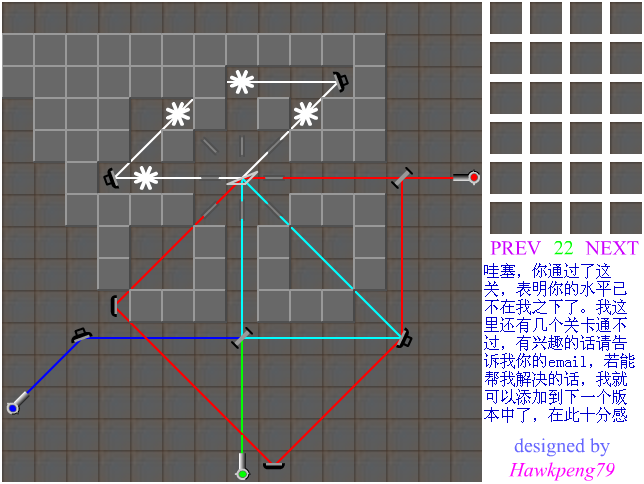 PREV 22 NEXT
哇塞，你通过了这
关，表明你的水平已
不在我之下了。我这
里还有几个关卡通不
过，有兴趣的话请告
诉我你的email，若能
帮我解决的话，我就
可以添加到下一个版
本中了，在此十分感
designed by
Hawkpeng79